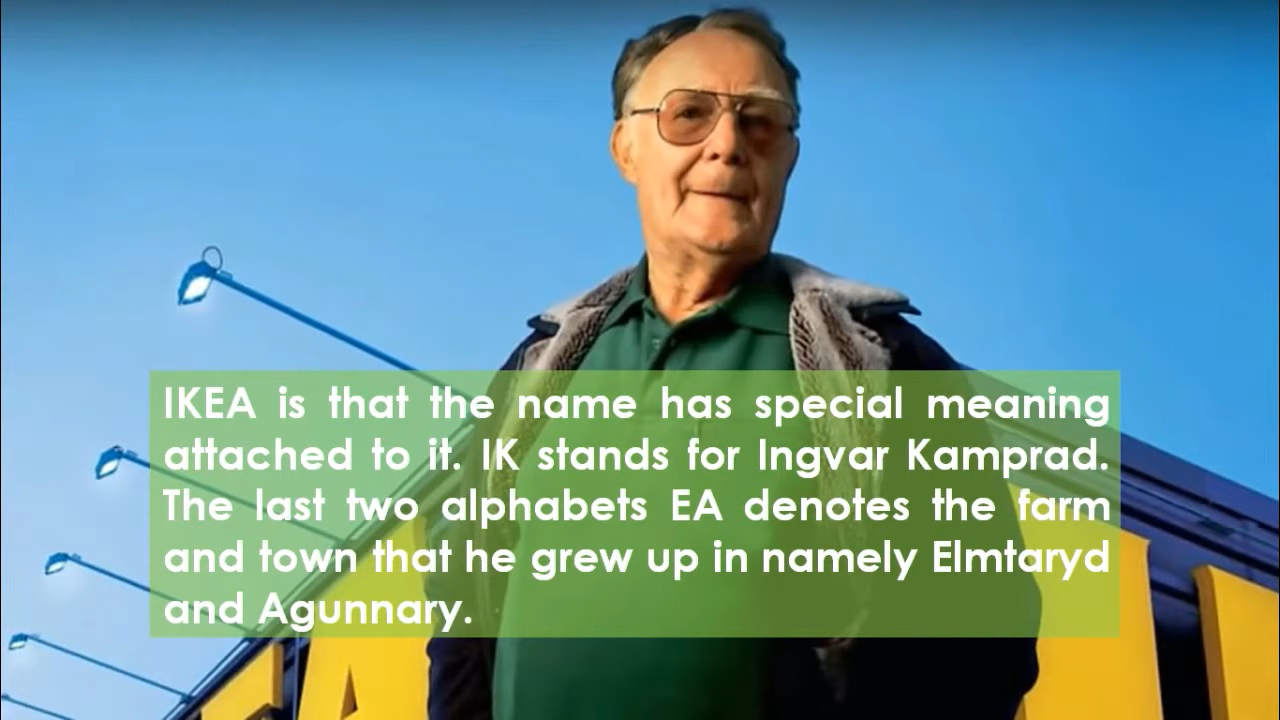 IKEA is that the name has special meaning
attached to it. IK stands for Ingvar Kamprad.
The last two alphabets EA denotes the farm
and town that he grew up in namely Elmtaryd
and Agunnary.